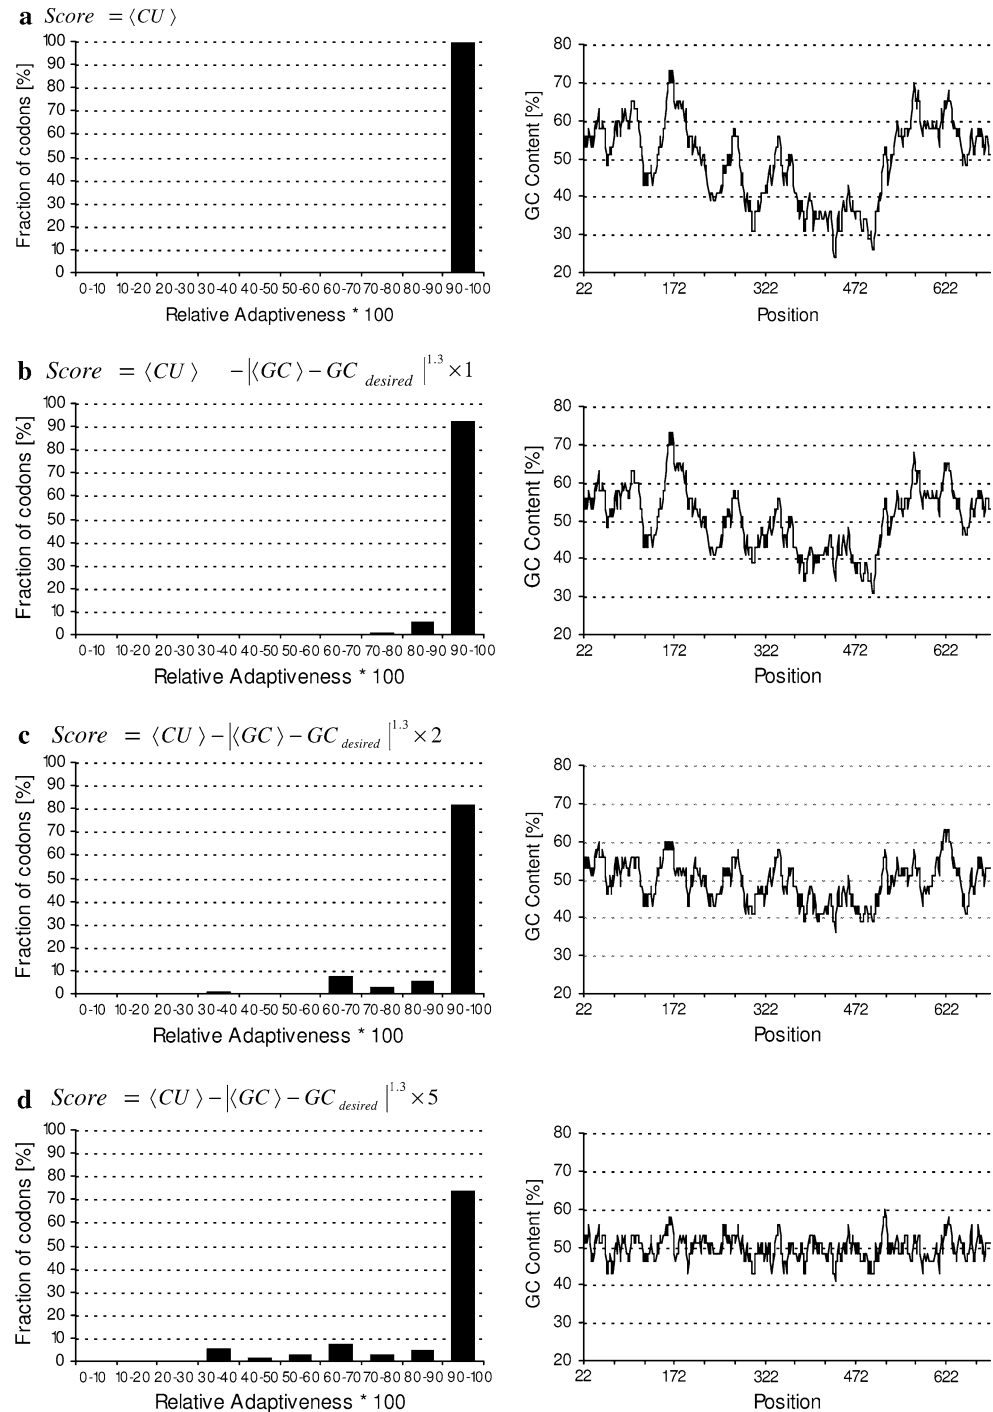 a Score = ⟨CU⟩
Fraction of codons [%]
100
90
80
70
60
50
40
30
20
10
0
0-10 10-20 20-30 30-40 40-50 50-60 60-70 70-80 80-90 90-100
Relative Adaptiveness * 100
GC Content [%]
80
70
60
50
40
30
20
22 172 322 472 622
Position
b Score = ⟨CU⟩ -|⟨GC⟩-GC desired|^1.3 ×1
Fraction of codons [%]
100
90
80
70
60
50
40
30
20
10
0
0-10 10-20 20-30 30-40 40-50 50-60 60-70 70-80 80-90 90-100
Relative Adaptiveness * 100
GC Content [%]
80
70
60
50
40
30
20
22 172 322 472 622
Position
c Score = ⟨CU⟩-|⟨GC⟩-GC desired|^1.3 ×2
Fraction of codons [%]
100
90
80
70
60
50
40
30
20
10
0
0-10 10-20 20-30 30-40 40-50 50-60 60-70 70-80 80-90 90-100
Relative Adaptiveness * 100
GC Content [%]
80
70
60
50
40
30
20
22 172 322 472 622
Position
d Score = ⟨CU⟩-|⟨GC⟩-GC desired|^1.3 ×5
Fraction of codons [%]
100
90
80
70
60
50
40
30
20
10
0
0-10 10-20 20-30 30-40 40-50 50-60 60-70 70-80 80-90 90-100
Relative Adaptiveness * 100
GC Content [%]
80
70
60
50
40
30
20
22 172 322 472 622
Position